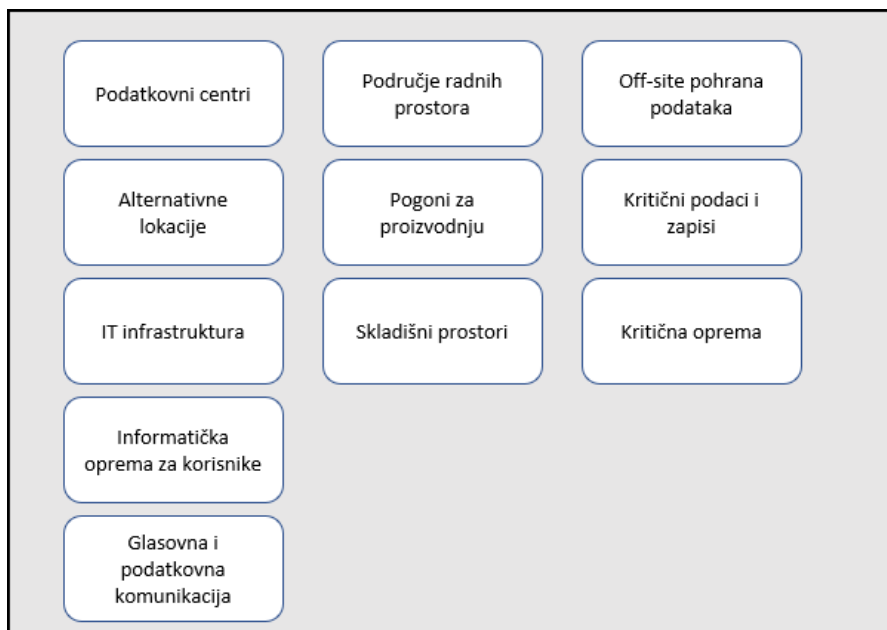 Podatkovni centri
Područje radnih
prostora
Off-site pohrana
podataka
Alternativne
lokacije
Pogoni za
proizvodnju
Kritični podaci i
zapisi
IT infrastruktura
Skladišni prostori
Kritična oprema
Informatička
oprema za korisnike
Glasovna i
podatkovna
komunikacija